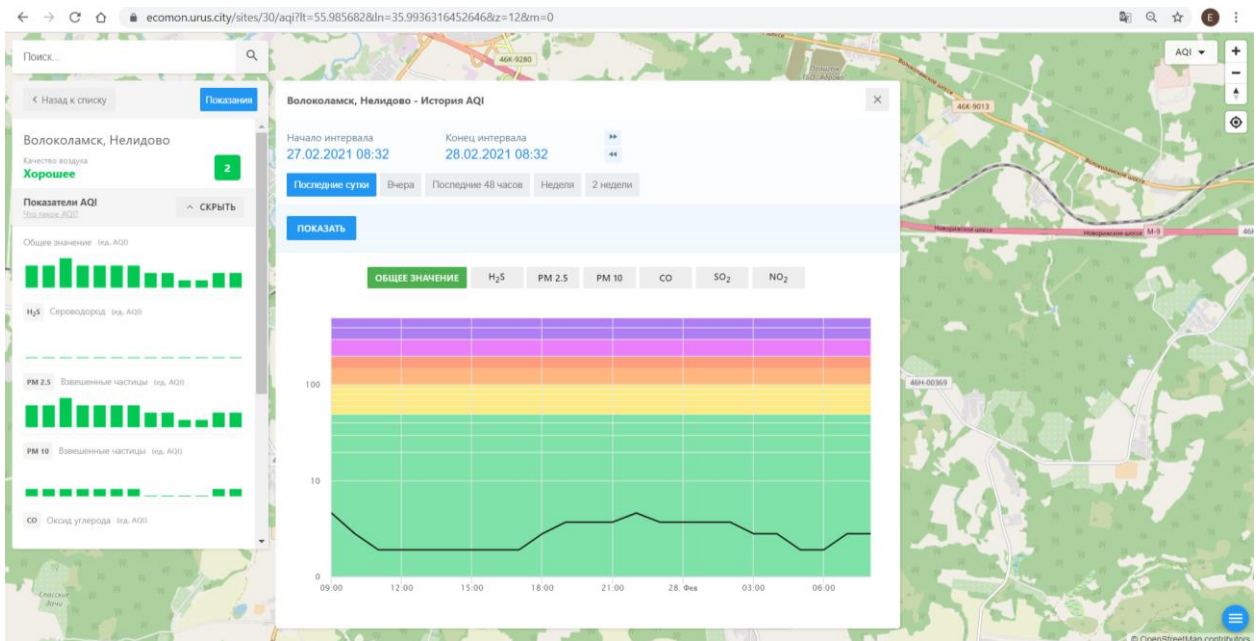 ecomon.urus.city/sites/30/aqi?lt=55.985682&ln=35.9936316452646&z=12&m=0
E
Поиск...
46К-9280
AQI
46К-9013
Назад к списку
Показания
Волоколамск, Нелидово
Качество воздуха
Хорошее
2
Показатели AQI
Что такое AQI?
СКРЫТЬ
Общее значение (ед. AQI)
H₂S Сероводород (ед. AQI)
PM 2.5 Взвешенные частицы (ед. AQI)
PM 10 Взвешенные частицы (ед. AQI)
CO Оксид углерода (ед. AQI)
Волоколамск, Нелидово - История AQI
Начало интервала
27.02.2021 08:32
Конец интервала
28.02.2021 08:32
Последние сутки Вчера Последние 48 часов Неделя 2 недели
ПОКАЗАТЬ
ОБЩЕЕ ЗНАЧЕНИЕ H₂S PM 2.5 PM 10 CO SO₂ NO₂
100
10
0
09:00 12:00 15:00 18:00 21:00 28. Фев 03:00 06:00
Новорижское шоссе
Новорижское шоссе М-9
46Н-00369
Спасские
дачи
© OpenStreetMap contributors